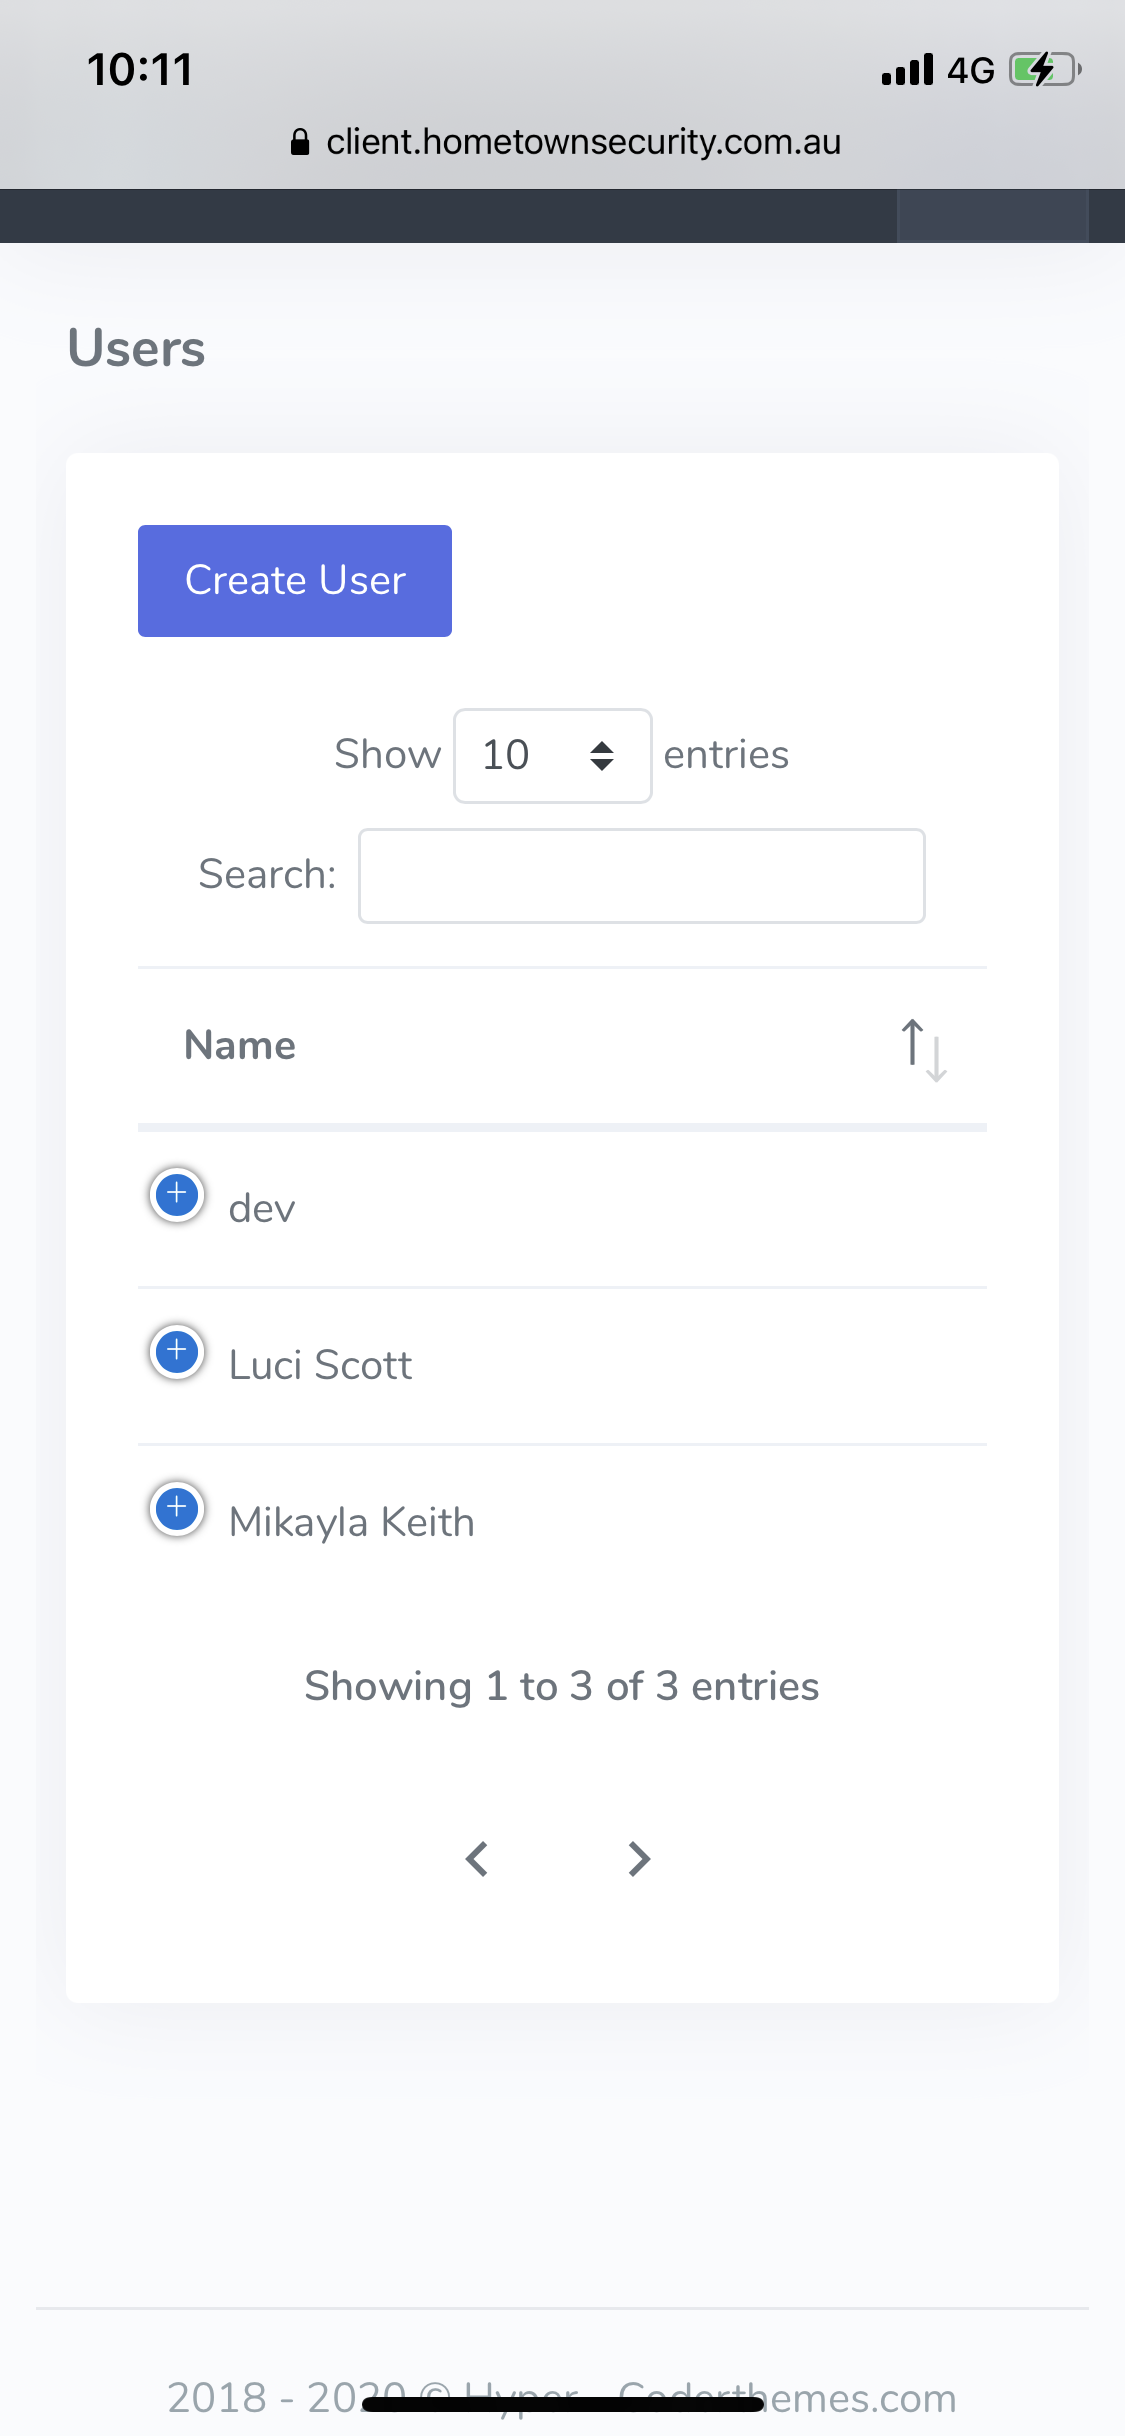 10:11
4G
client.hometownsecurity.com.au
Users
Create User
Show 10 entries
Search:
Name
dev
Luci Scott
Mikayla Keith
Showing 1 to 3 of 3 entries
2018 - 2020 © Hyper - Coderthemes.com